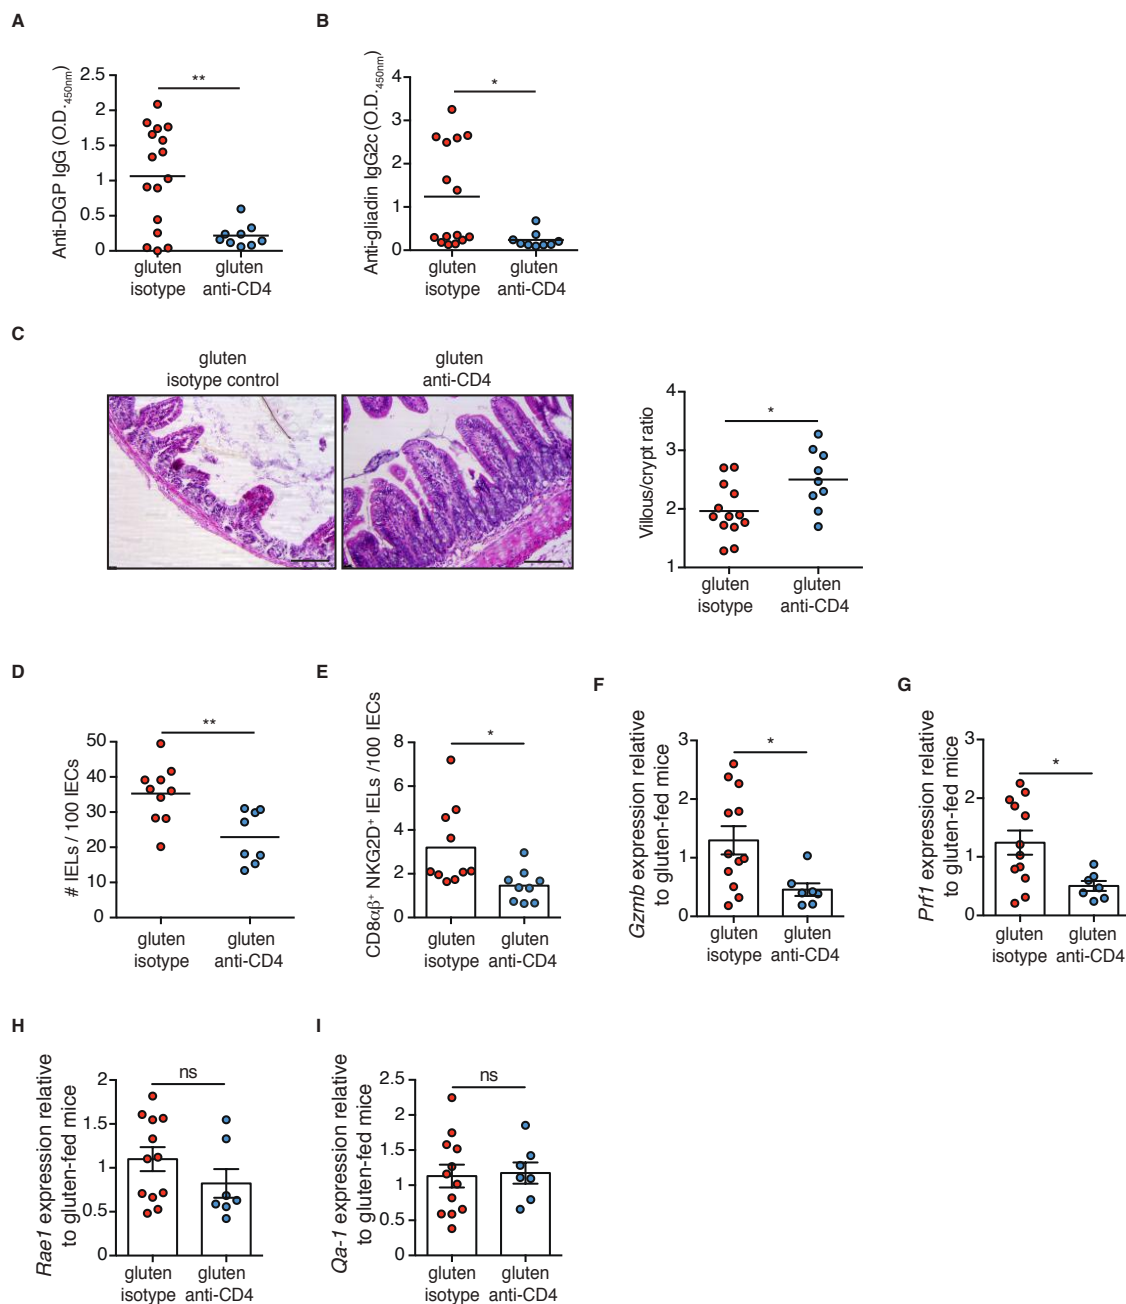 A
Anti-DGP IgG (O.D.450nm)
2.5
2
1.5
1
0.5
0
**
gluten
isotype
gluten
anti-CD4
B
Anti-gliadin IgG2c (O.D.450nm)
4
3
2
1
0
*
gluten
isotype
gluten
anti-CD4
C
gluten
isotype control
gluten
anti-CD4
Villous/crypt ratio
4
3
2
1
*
gluten
isotype
gluten
anti-CD4
D
# IELs / 100 IECs
50
40
30
20
10
0
**
gluten
isotype
gluten
anti-CD4
E
CD8αβ+ NKG2D+ IELs /100 IECs
8
6
4
2
0
*
gluten
isotype
gluten
anti-CD4
F
Gzmb expression relative
to gluten-fed mice
3
2
1
0
*
gluten
isotype
gluten
anti-CD4
G
Prf1 expression relative
to gluten-fed mice
3
2
1
0
*
gluten
isotype
gluten
anti-CD4
H
Rae1 expression relative
to gluten-fed mice
2
1.5
1
0.5
0
ns
gluten
isotype
gluten
anti-CD4
I
Qa-1 expression relative
to gluten-fed mice
2.5
2
1.5
1
0.5
0
ns
gluten
isotype
gluten
anti-CD4